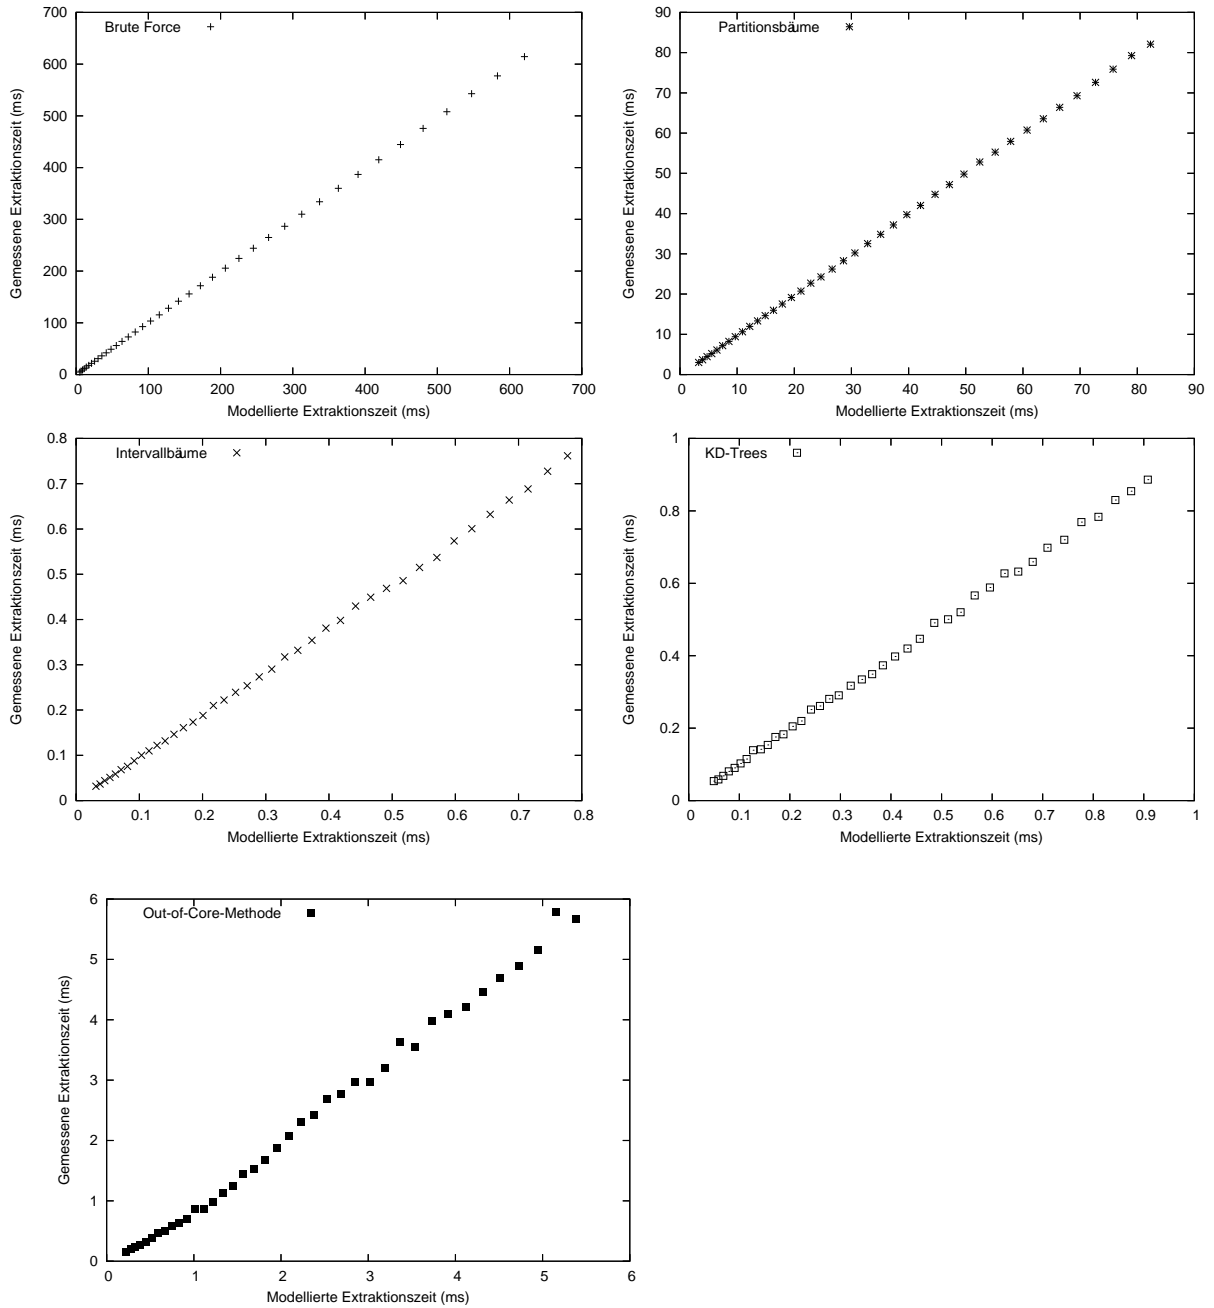 Brute Force
700
600
500
400
300
200
100
0
0 100 200 300 400 500 600 700
Gemessene Extraktionszeit (ms)
Modellierte Extraktionszeit (ms)
Partitionsbäume
90
80
70
60
50
40
30
20
10
0
0 10 20 30 40 50 60 70 80 90
Gemessene Extraktionszeit (ms)
Modellierte Extraktionszeit (ms)
Intervallbäume
0.8
0.7
0.6
0.5
0.4
0.3
0.2
0.1
0
0 0.1 0.2 0.3 0.4 0.5 0.6 0.7 0.8
Gemessene Extraktionszeit (ms)
Modellierte Extraktionszeit (ms)
KD-Trees
1
0.8
0.6
0.4
0.2
0
0 0.1 0.2 0.3 0.4 0.5 0.6 0.7 0.8 0.9 1
Gemessene Extraktionszeit (ms)
Modellierte Extraktionszeit (ms)
Out-of-Core-Methode
6
5
4
3
2
1
0
0 1 2 3 4 5 6
Gemessene Extraktionszeit (ms)
Modellierte Extraktionszeit (ms)